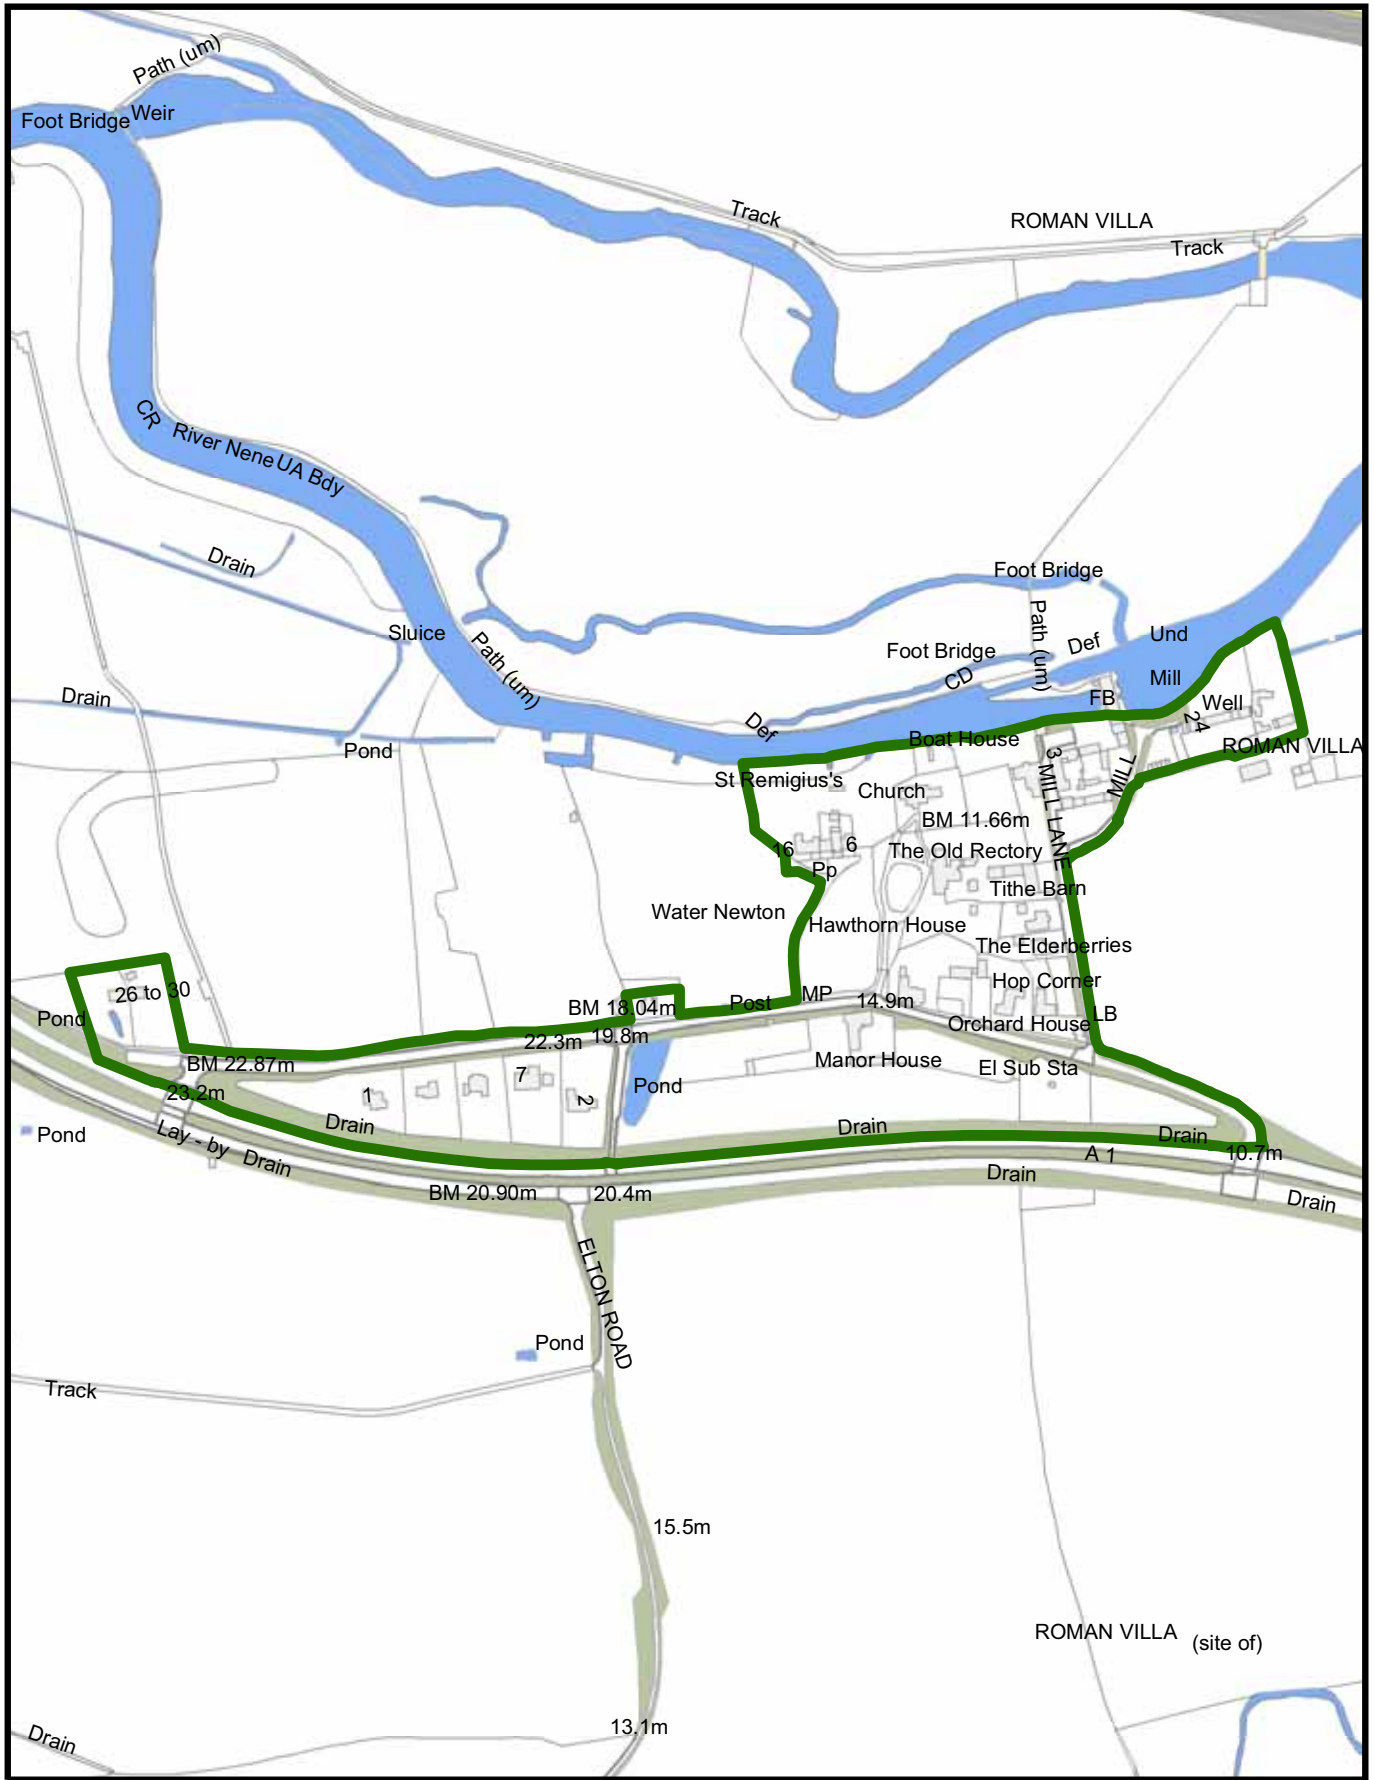 Path (um)
Foot Bridge
Weir
Track
ROMAN VILLA
Track
CR
River Nene
UA Bdy
Drain
Foot Bridge
Sluice
Path (um)
Path (um)
Def
Und
Foot Bridge
CD
Mill
Drain
FB
Well
24
Def
Pond
Boat House
3
ROMAN VILLA
St Remigius's
Church
MILL LANE
MILL
BM 11.66m
16
6
The Old Rectory
Pp
Tithe Barn
Water Newton
Hawthorn House
The Elderberries
Hop Corner
26 to 30
BM 18.04m
Post
MP
14.9m
Pond
LB
Orchard House
22.3m
19.8m
BM 22.87m
Manor House
El Sub Sta
23.2m
1
7
2
Pond
Drain
Drain
Drain
Pond
Lay - by
Drain
A 1
10.7m
BM 20.90m
20.4m
Drain
Drain
ELTON ROAD
Pond
Track
15.5m
ROMAN VILLA
(site of)
13.1m
Drain